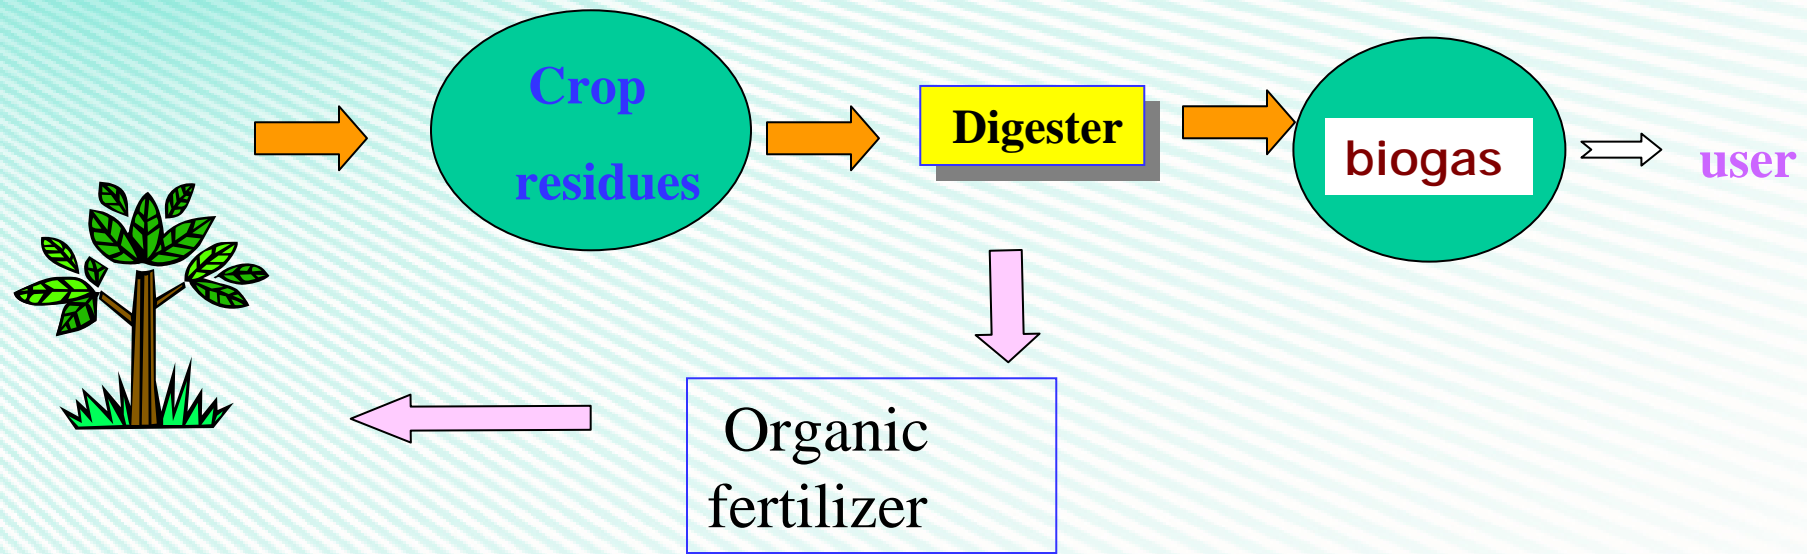 Crop
residues
Digester
biogas
user
Organic
fertilizer